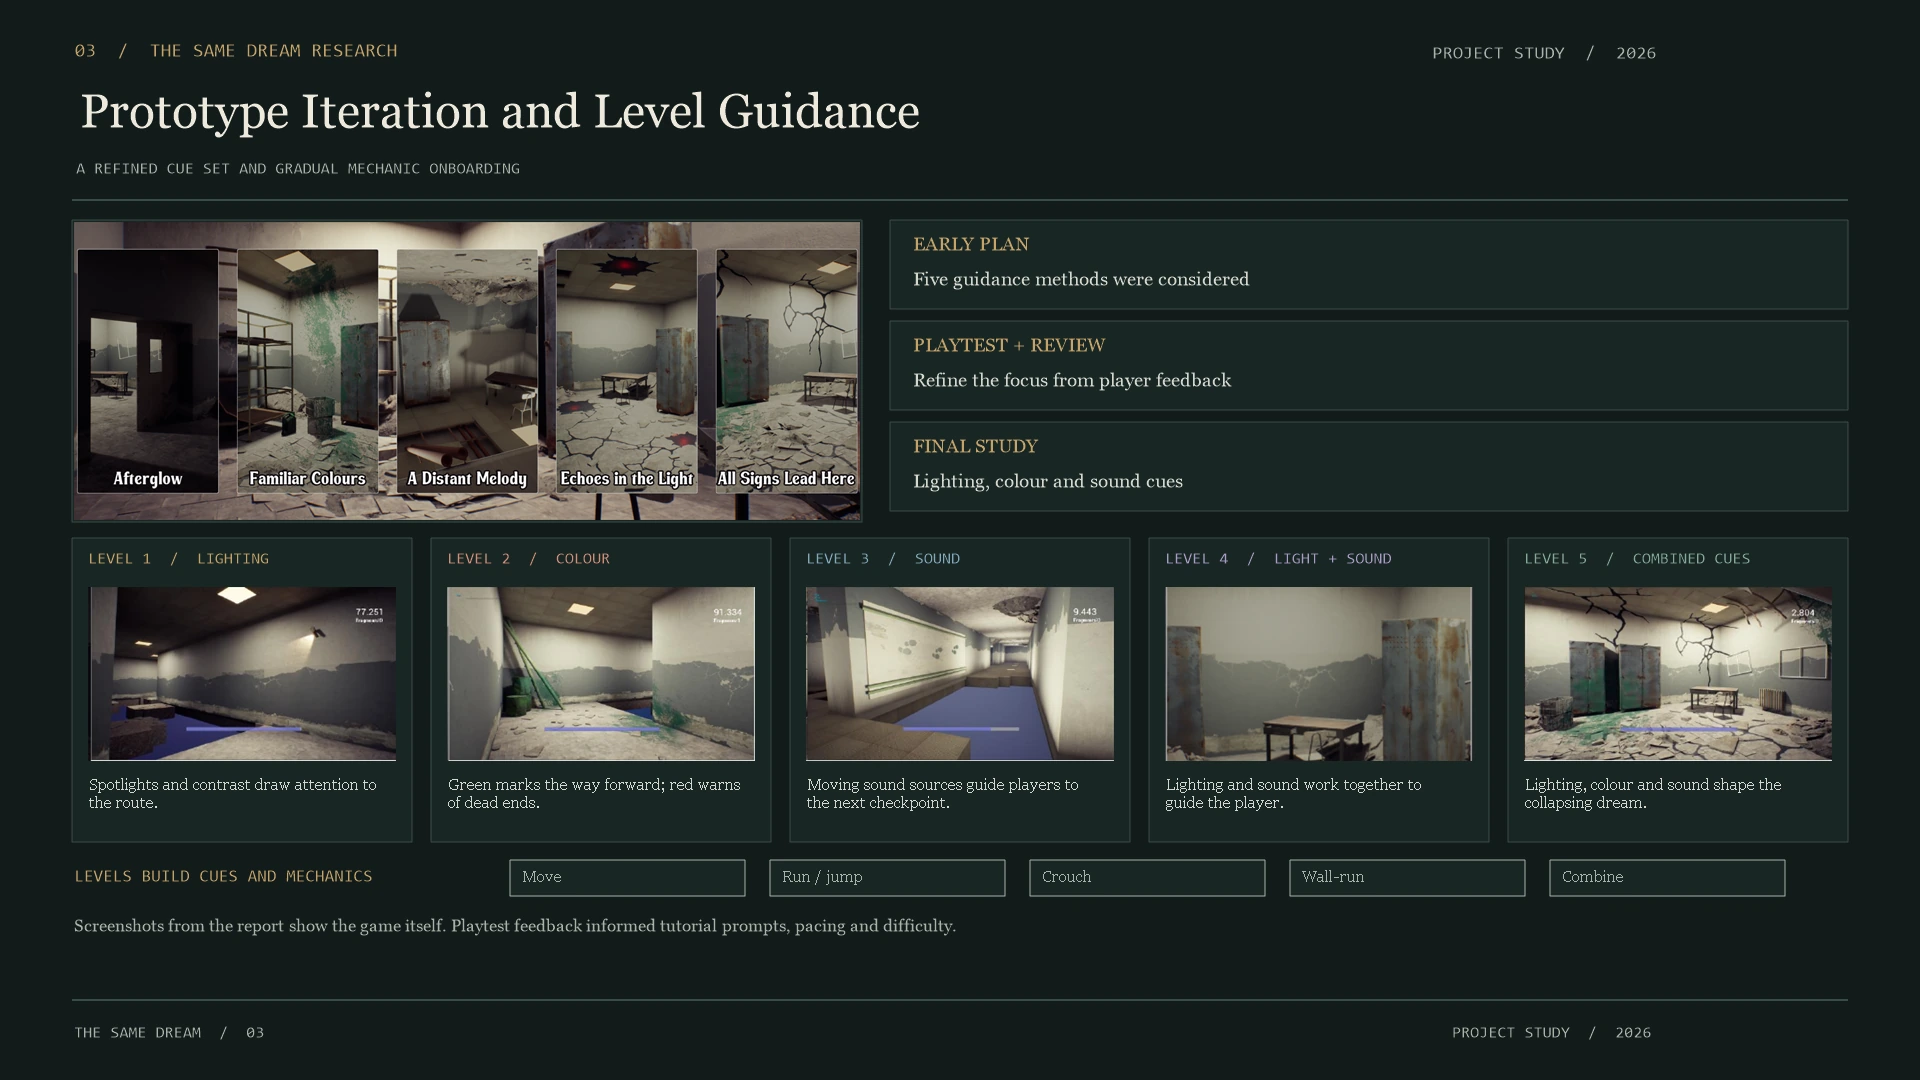 03 / THE SAME DREAM RESEARCH
PROJECT STUDY / 2026
Prototype Iteration and Level Guidance
A REFINED CUE SET AND GRADUAL MECHANIC ONBOARDING
Afterglow
Familiar Colours
A Distant Melody
Echoes in the Light
All Signs Lead Here
EARLY PLAN
Five guidance methods were considered
PLAYTEST + REVIEW
Refine the focus from player feedback
FINAL STUDY
Lighting, colour and sound cues
LEVEL 1 / LIGHTING
77.251
Spotlights and contrast draw attention to
the route.
LEVEL 2 / COLOUR
91.334
Green marks the way forward; red warns
of dead ends.
LEVEL 3 / SOUND
9.443
Moving sound sources guide players to
the next checkpoint.
LEVEL 4 / LIGHT + SOUND
Lighting and sound work together to
guide the player.
LEVEL 5 / COMBINED CUES
2.804
Lighting, colour and sound shape the
collapsing dream.
LEVELS BUILD CUES AND MECHANICS
Move
Run / jump
Crouch
Wall-run
Combine
Screenshots from the report show the game itself. Playtest feedback informed tutorial prompts, pacing and difficulty.
THE SAME DREAM / 03
PROJECT STUDY / 2026